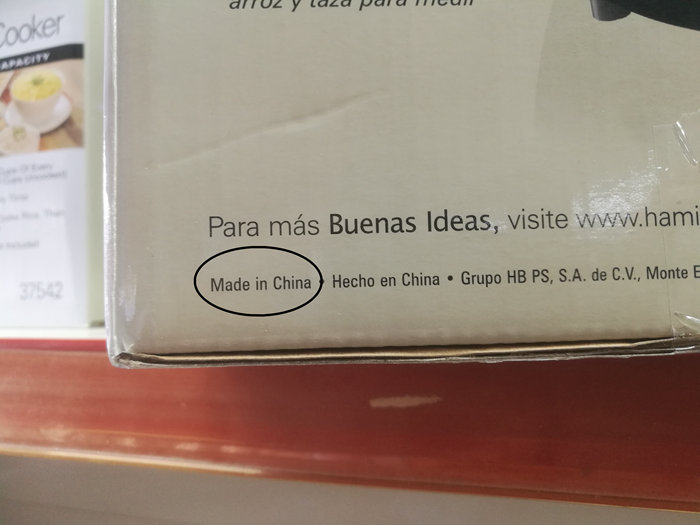 arroz y taza para medir
Cooker
CAPACITY
37542
Para más Buenas Ideas, visite www.hami
Made in China • Hecho en China • Grupo HB PS, S.A. de C.V., Monte E